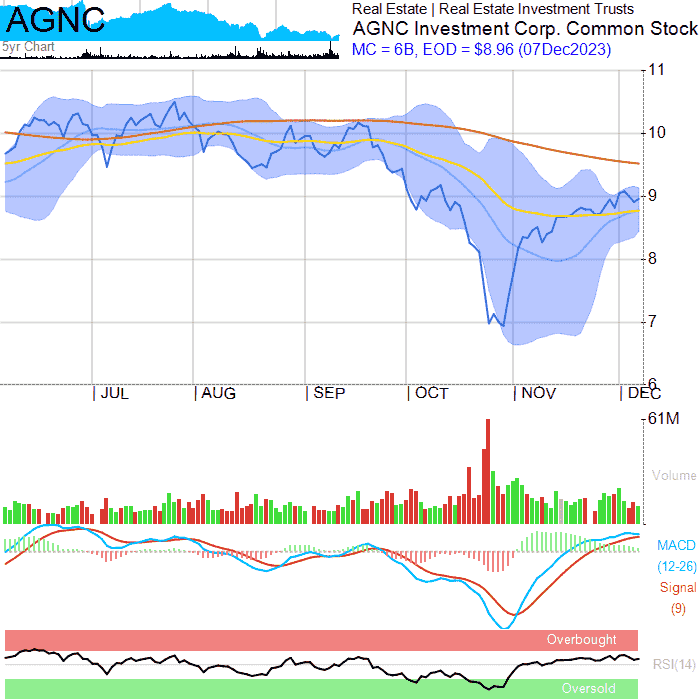 AGNC
5yr Chart
Real Estate | Real Estate Investment Trusts
AGNC Investment Corp. Common Stock
MC = 6B, EOD = $8.96 (07Dec2023)
11
10
9
8
7
6
JUL AUG SEP OCT NOV DEC
61M
Volume
MACD
(12-26)
Signal
(9)
Overbought
RSI(14)
Oversold